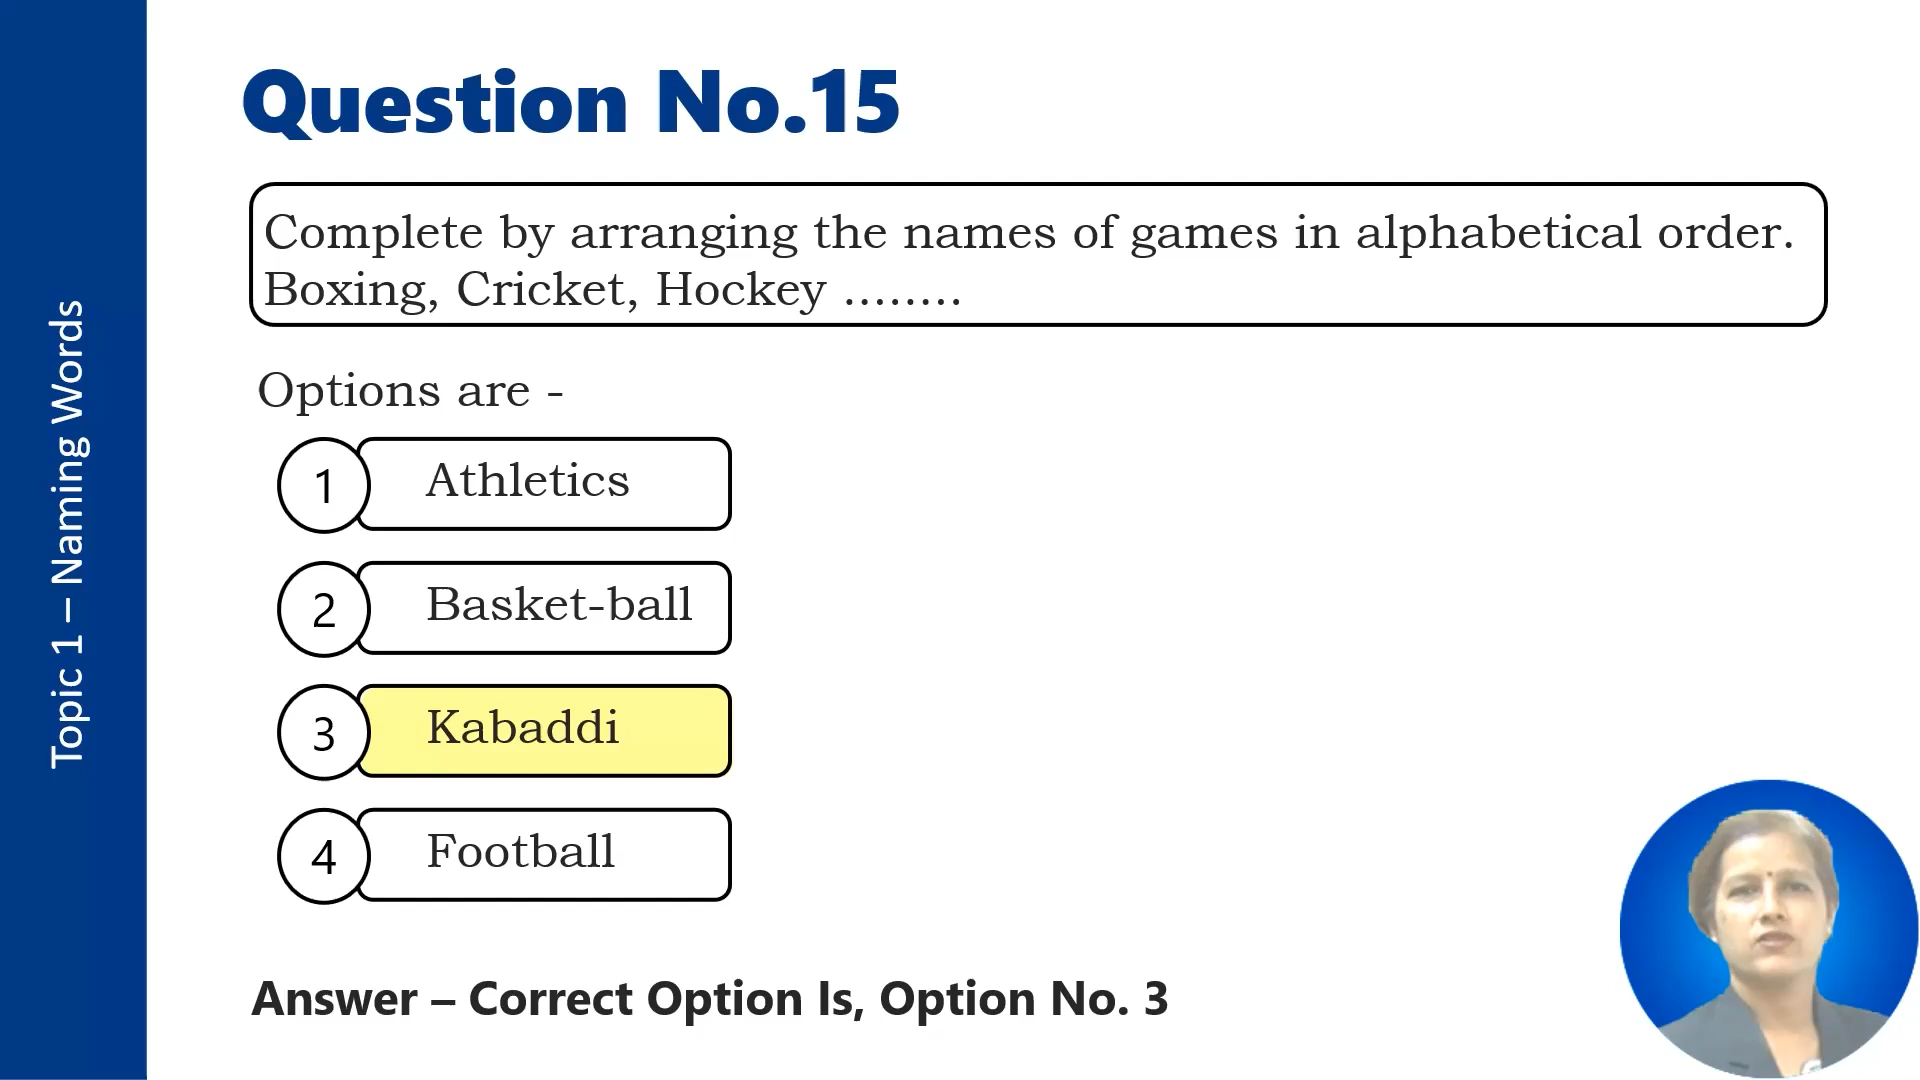 Topic 1 – Naming Words
Question No.15
Complete by arranging the names of games in alphabetical order.
Boxing, Cricket, Hockey ........
Options are -
1 Athletics
2 Basket-ball
3 Kabaddi
4 Football
Answer – Correct Option Is, Option No. 3